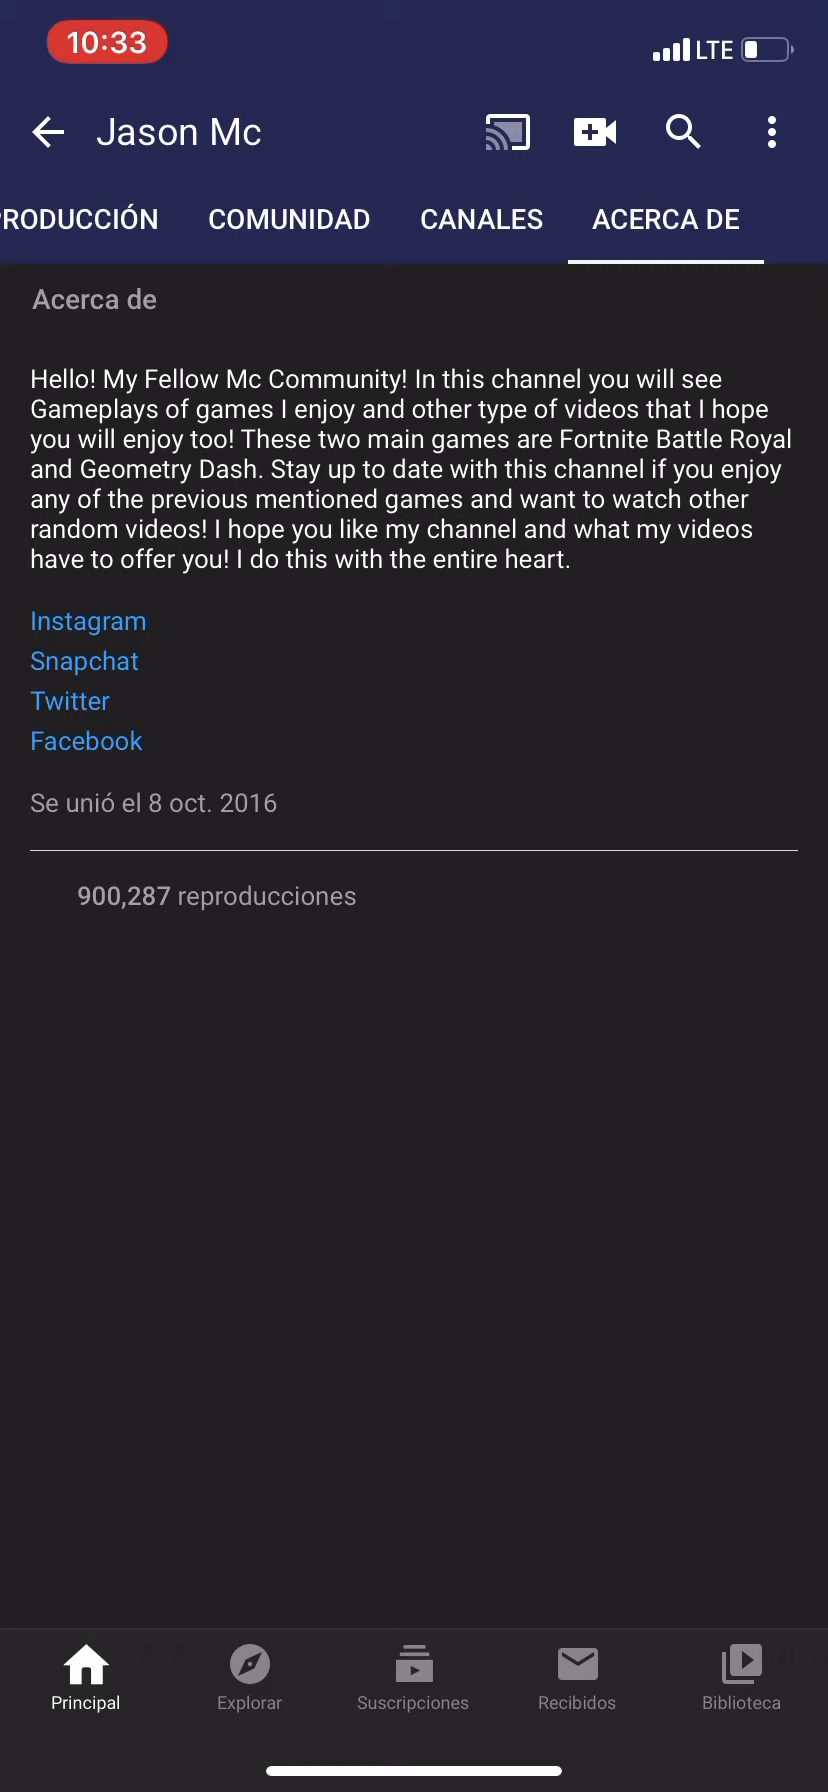 10:33
LTE
Jason Mc
RODUCCIÓN COMUNIDAD CANALES ACERCA DE
Acerca de
Hello! My Fellow Mc Community! In this channel you will see
Gameplays of games I enjoy and other type of videos that I hope
you will enjoy too! These two main games are Fortnite Battle Royal
and Geometry Dash. Stay up to date with this channel if you enjoy
any of the previous mentioned games and want to watch other
random videos! I hope you like my channel and what my videos
have to offer you! I do this with the entire heart.
Instagram
Snapchat
Twitter
Facebook
Se unió el 8 oct. 2016
900,287 reproducciones
Principal Explorar Suscripciones Recibidos Biblioteca